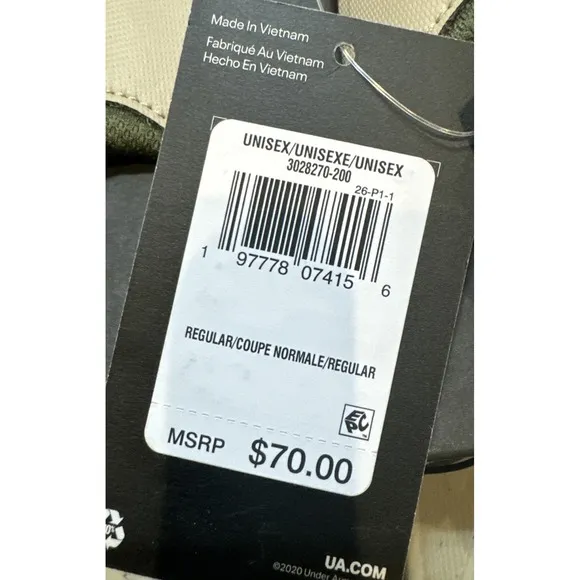 Made In Vietnam
Fabriqué Au Vietnam
Hecho En Vietnam
UNISEX/UNISEXE/UNISEX
3028270-200
26-P1-1
1 97778 07415 6
REGULAR/COUPE NORMALE/REGULAR
EPC
MSRP $70.00
UA.COM
©2020 Under